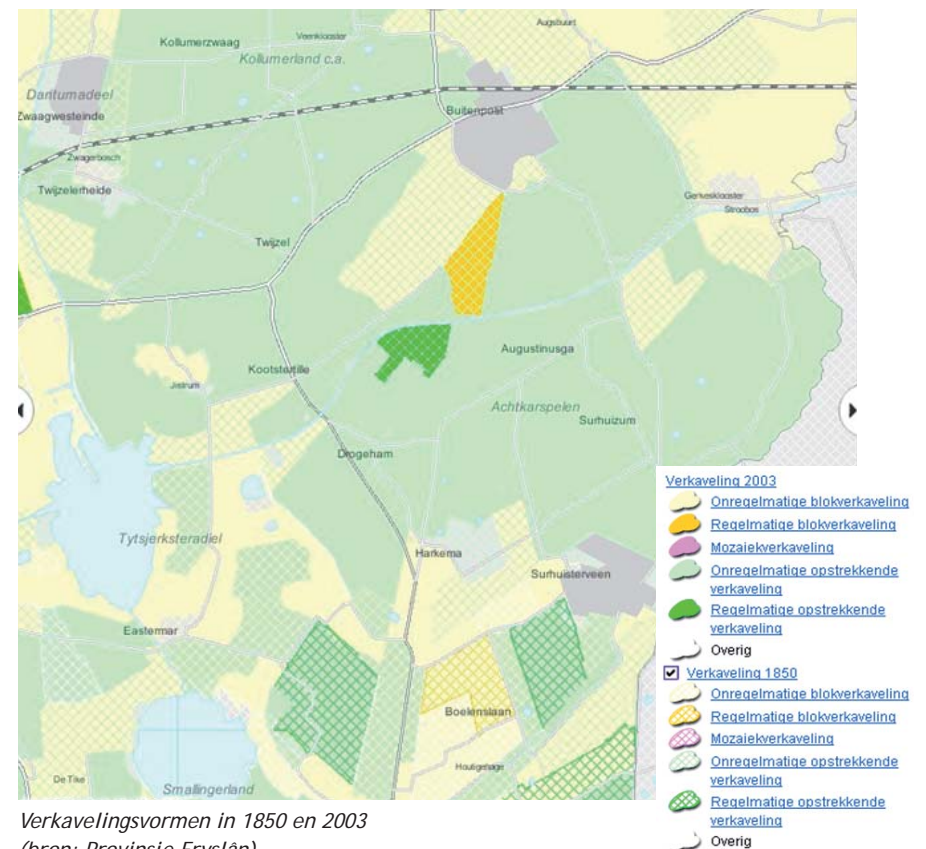 Augsbuurt
Kollumerzwaag
Veenklooster
Kollumerland c.a.
Dantumadeel
Zwaagwesteinde
Buitenpost
Zwagerbosch
Twijzelerheide
Gerkesklooster
Stroobos
Twijzel
Augustinusga
Kootstertille
Jistrum
Achtkarspelen
Surhuizum
Drogeham
Tytsjerksteradiel
Harkema
Surhuisterveen
Eastermar
Boelenslaan
Houtigehage
De Tike
Smallingerland
Verkaveling 2003
Onregelmatige blokverkaveling
Regelmatige blokverkaveling
Mozaiekverkaveling
Onregelmatige opstrekkende
verkaveling
Regelmatige opstrekkende
verkaveling
Overig
Verkaveling 1850
Onregelmatige blokverkaveling
Regelmatige blokverkaveling
Mozaiekverkaveling
Onregelmatige opstrekkende
verkaveling
Regelmatige opstrekkende
verkaveling
Overig
Verkavelingsvormen in 1850 en 2003
(bron: Provinsje Fryslân)